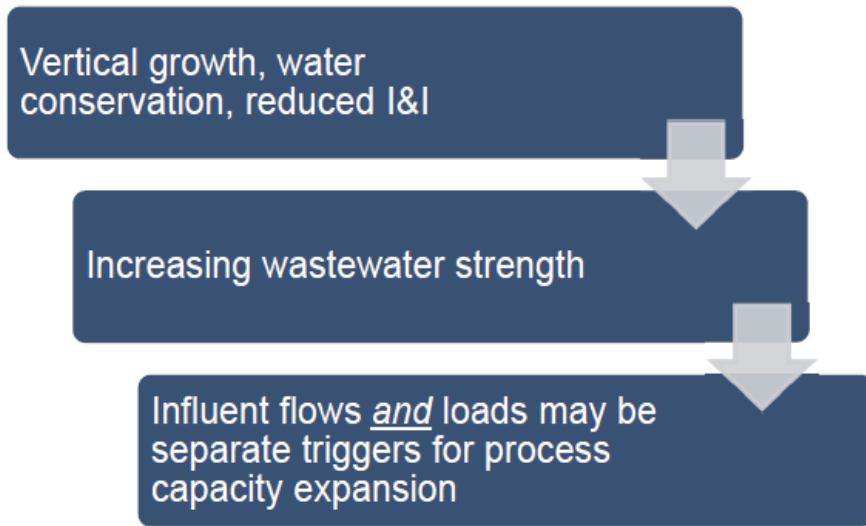 Vertical growth, water
conservation, reduced I&I
Increasing wastewater strength
Influent flows and loads may be
separate triggers for process
capacity expansion